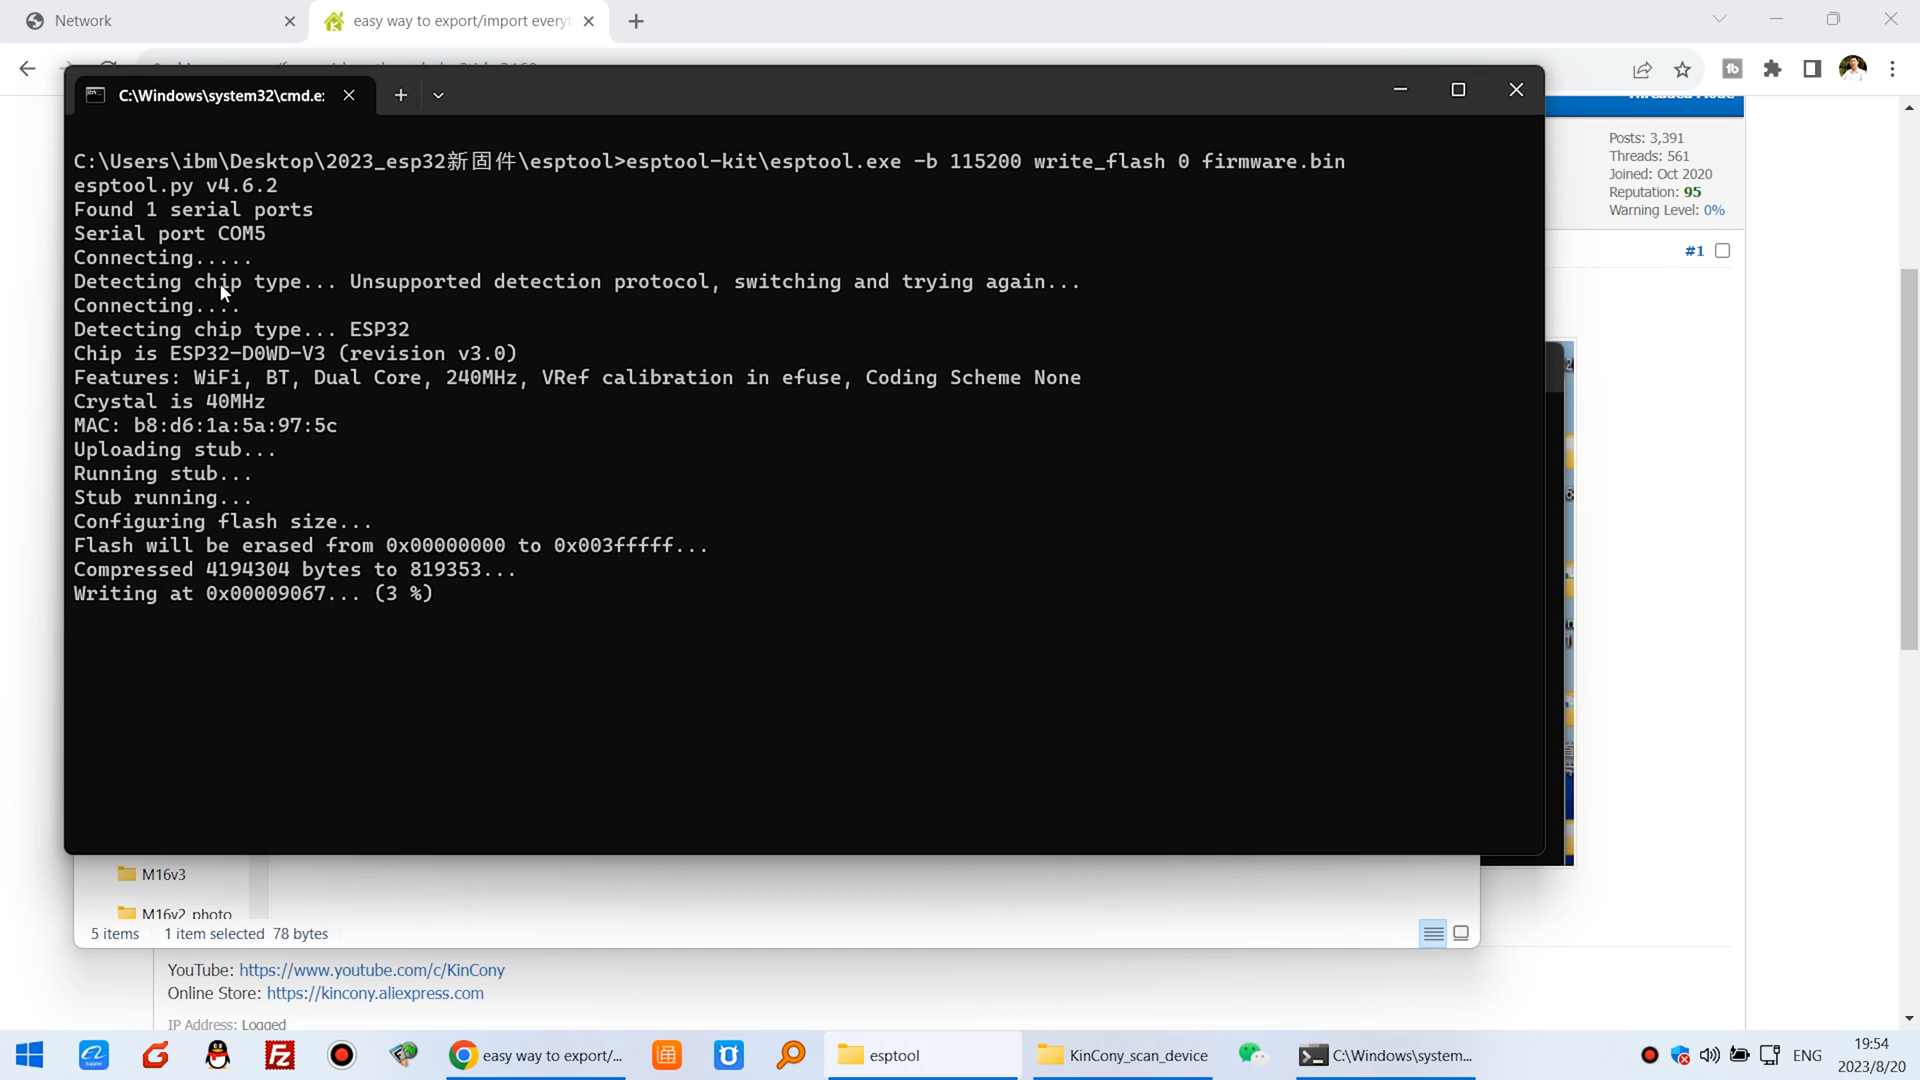 Network
easy way to export/import everyt
C:\Windows\system32\cmd.e:
C:\Users\ibm\Desktop\2023_esp32新固件\esptool>esptool-kit\esptool.exe -b 115200 write_flash 0 firmware.bin
esptool.py v4.6.2
Found 1 serial ports
Serial port COM5
Connecting.....
Detecting chip type... Unsupported detection protocol, switching and trying again...
Connecting....
Detecting chip type... ESP32
Chip is ESP32-D0WD-V3 (revision v3.0)
Features: WiFi, BT, Dual Core, 240MHz, VRef calibration in efuse, Coding Scheme None
Crystal is 40MHz
MAC: b8:d6:1a:5a:97:5c
Uploading stub...
Running stub...
Stub running...
Configuring flash size...
Flash will be erased from 0x00000000 to 0x003fffff...
Compressed 4194304 bytes to 819353...
Writing at 0x00009067... (3 %)
Threaded Mode
Posts: 3,391
Threads: 561
Joined: Oct 2020
Reputation: 95
Warning Level: 0%
#1
M16v3
M16v2 photo
5 items 1 item selected 78 bytes
YouTube: https://www.youtube.com/c/KinCony
Online Store: https://kincony.aliexpress.com
IP Address: Logged
easy way to export/...
esptool
KinCony_scan_device
C:\Windows\system...
ENG
19:54
2023/8/20